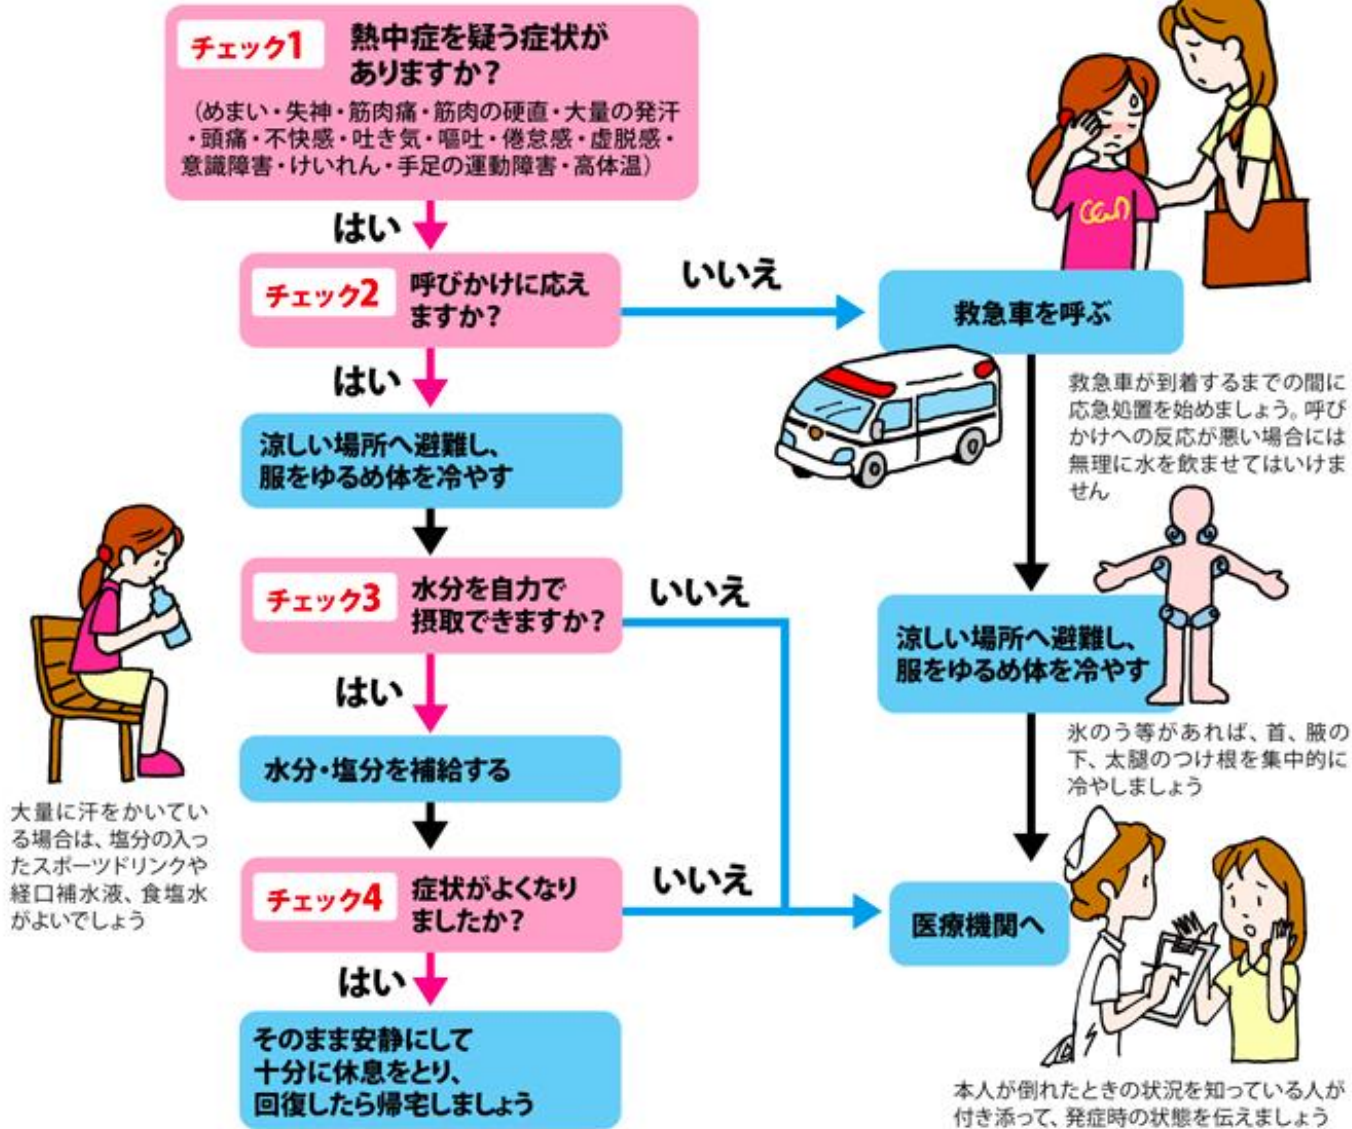 チェック1
熱中症を疑う症状が
ありますか？
（めまい・失神・筋肉痛・筋肉の硬直・大量の発汗
・頭痛・不快感・吐き気・嘔吐・倦怠感・虚脱感・
意識障害・けいれん・手足の運動障害・高体温）
はい
チェック2
呼びかけに応え
ますか？
いいえ
救急車を呼ぶ
救急車が到着するまでの間に
応急処置を始めましょう。呼び
かけへの反応が悪い場合には
無理に水を飲ませてはいけま
せん
はい
涼しい場所へ避難し、
服をゆるめ体を冷やす
チェック3
水分を自力で
摂取できますか？
いいえ
涼しい場所へ避難し、
服をゆるめ体を冷やす
氷のう等があれば、首、腋の
下、太腿のつけ根を集中的に
冷やしましょう
はい
水分・塩分を補給する
大量に汗をかいてい
る場合は、塩分の入っ
たスポーツドリンクや
経口補水液、食塩水
がよいでしょう
チェック4
症状がよくなり
ましたか？
いいえ
医療機関へ
本人が倒れたときの状況を知っている人が
付き添って、発症時の状態を伝えましょう
はい
そのまま安静にして
十分に休息をとり、
回復したら帰宅しましょう